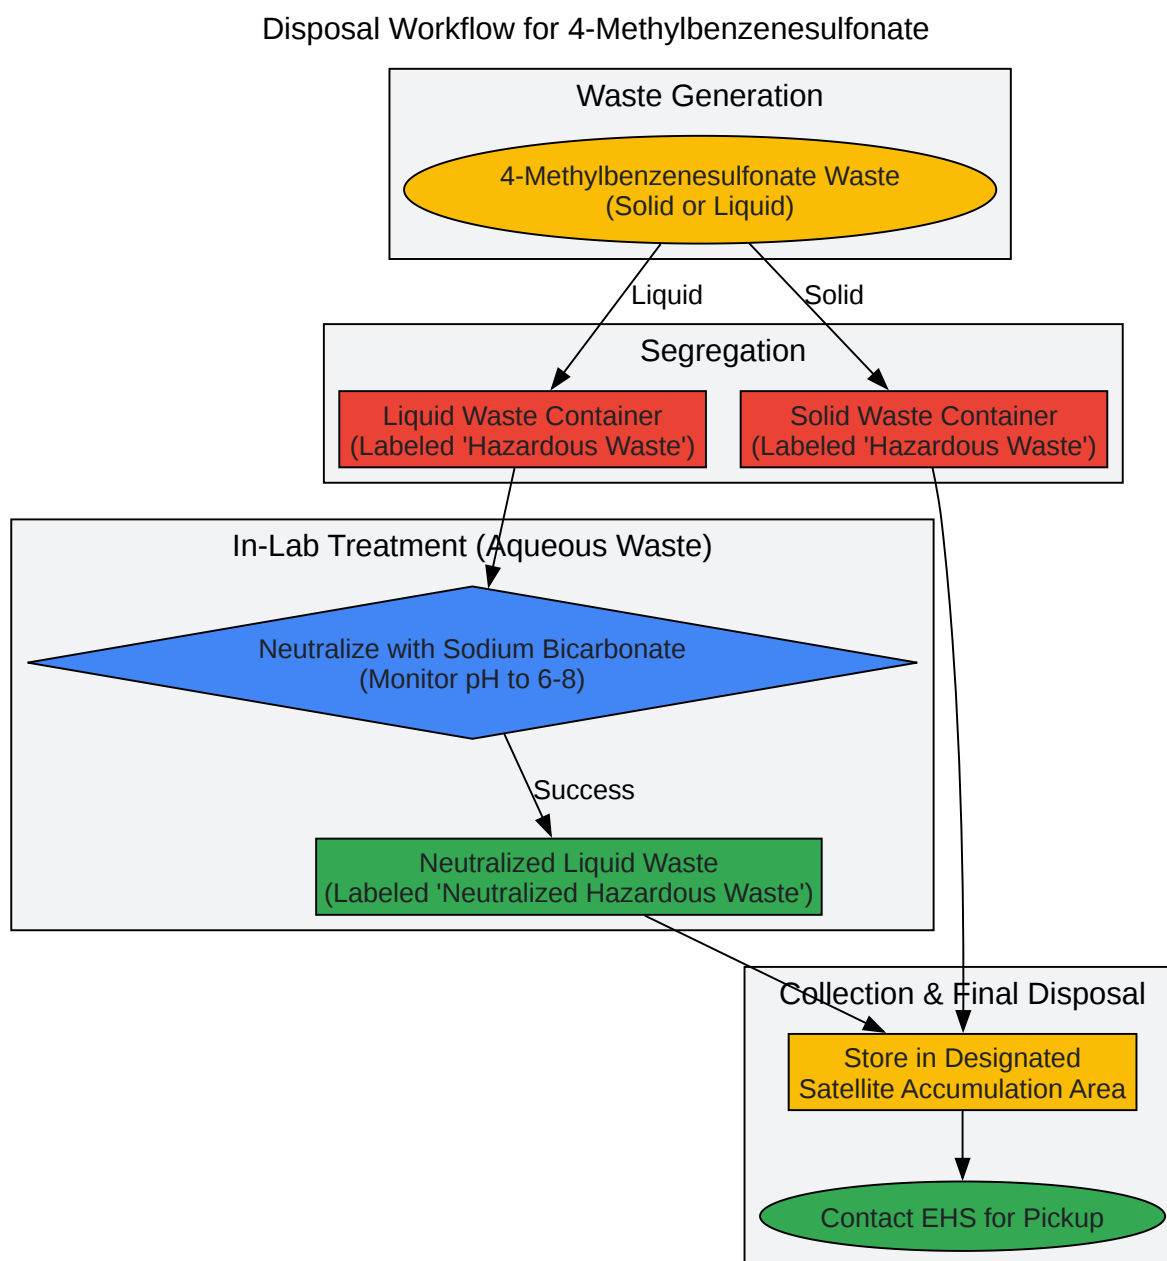 Disposal Workflow for 4-Methylbenzenesulfonate
Waste Generation
4-Methylbenzenesulfonate Waste
(Solid or Liquid)
Liquid
Solid
Segregation
Liquid Waste Container
(Labeled 'Hazardous Waste')
Solid Waste Container
(Labeled 'Hazardous Waste')
In-Lab Treatment (Aqueous Waste)
Neutralize with Sodium Bicarbonate
(Monitor pH to 6-8)
Success
Neutralized Liquid Waste
(Labeled 'Neutralized Hazardous Waste')
Collection & Final Disposal
Store in Designated
Satellite Accumulation Area
Contact EHS for Pickup